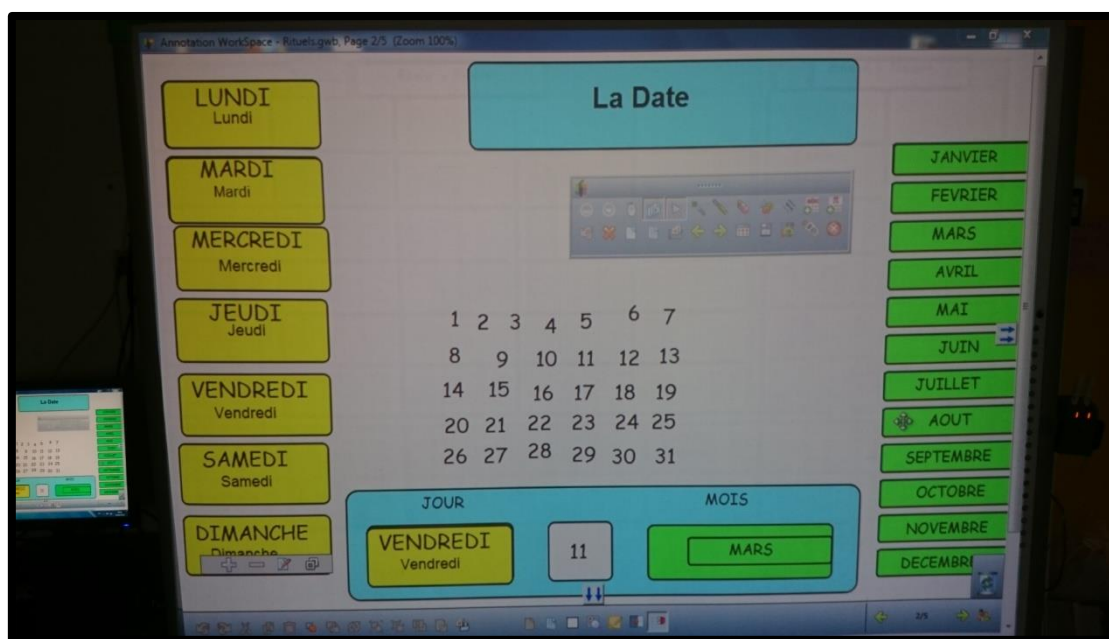 Annotation WorkSpace - Rituels.gwb, Page 2/5 (Zoom 100%)
La Date
LUNDI
Lundi
MARDI
Mardi
MERCREDI
Mercredi
JEUDI
Jeudi
VENDREDI
Vendredi
SAMEDI
Samedi
DIMANCHE
Dimanche
1 2 3 4 5 6 7
8 9 10 11 12 13
14 15 16 17 18 19
20 21 22 23 24 25
26 27 28 29 30 31
JANVIER
FEVRIER
MARS
AVRIL
MAI
JUIN
JUILLET
AOUT
SEPTEMBRE
OCTOBRE
NOVEMBRE
DECEMBRE
JOUR MOIS
VENDREDI
Vendredi
11
MARS
2/5
La Date